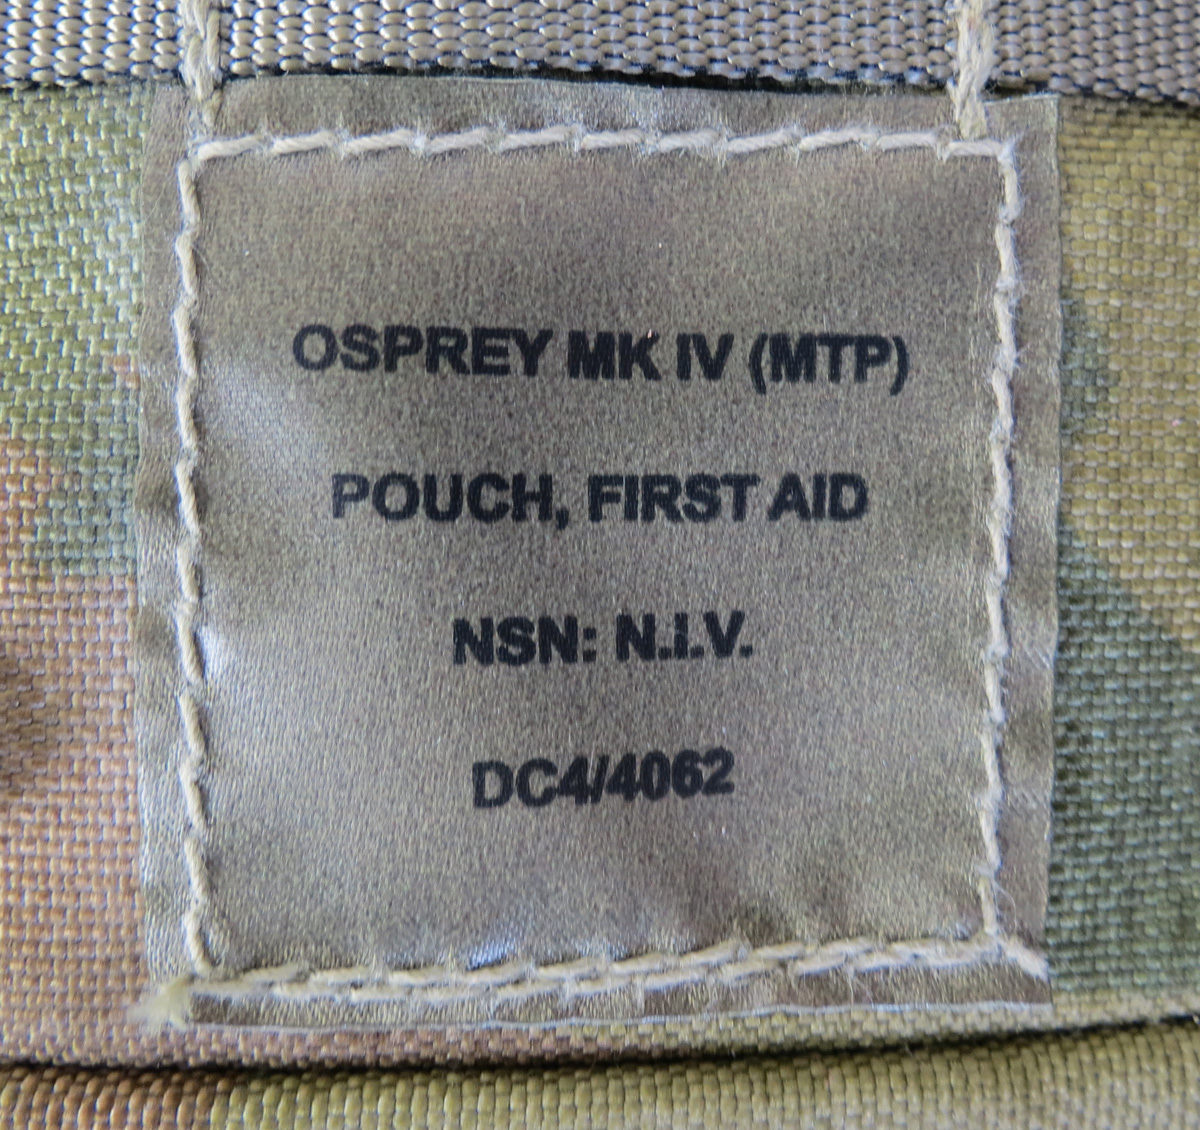 OSPREY MK IV (MTP)
POUCH, FIRST AID
NSN: N.I.V.
DC4/4062